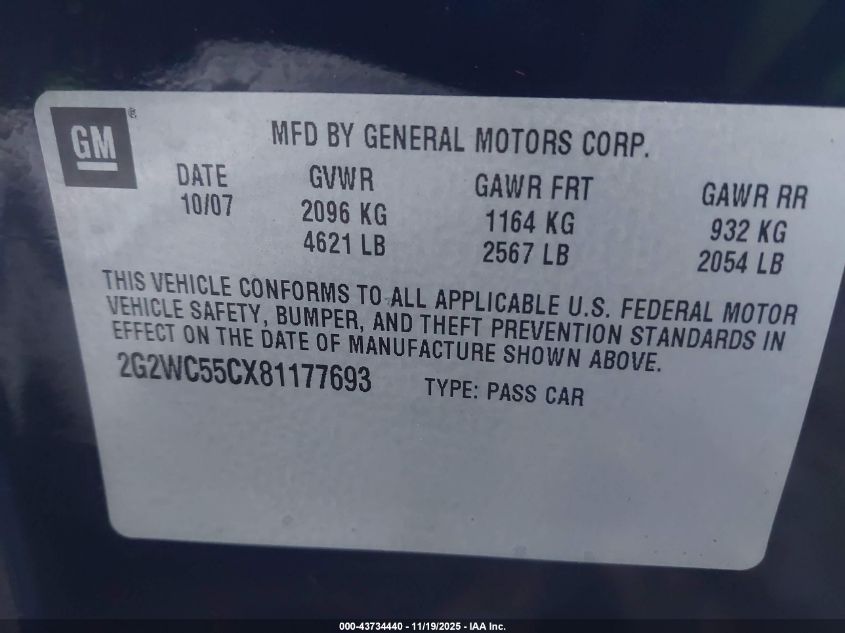 GM®
MFD BY GENERAL MOTORS CORP.
DATE GVWR GAWR FRT GAWR RR
10/07 2096 KG 1164 KG 932 KG
4621 LB 2567 LB 2054 LB
THIS VEHICLE CONFORMS TO ALL APPLICABLE U.S. FEDERAL MOTOR
VEHICLE SAFETY, BUMPER, AND THEFT PREVENTION STANDARDS IN
EFFECT ON THE DATE OF MANUFACTURE SHOWN ABOVE.
2G2WC55CX81177693 TYPE: PASS CAR
000-43734440 - 11/19/2025 - IAA Inc.